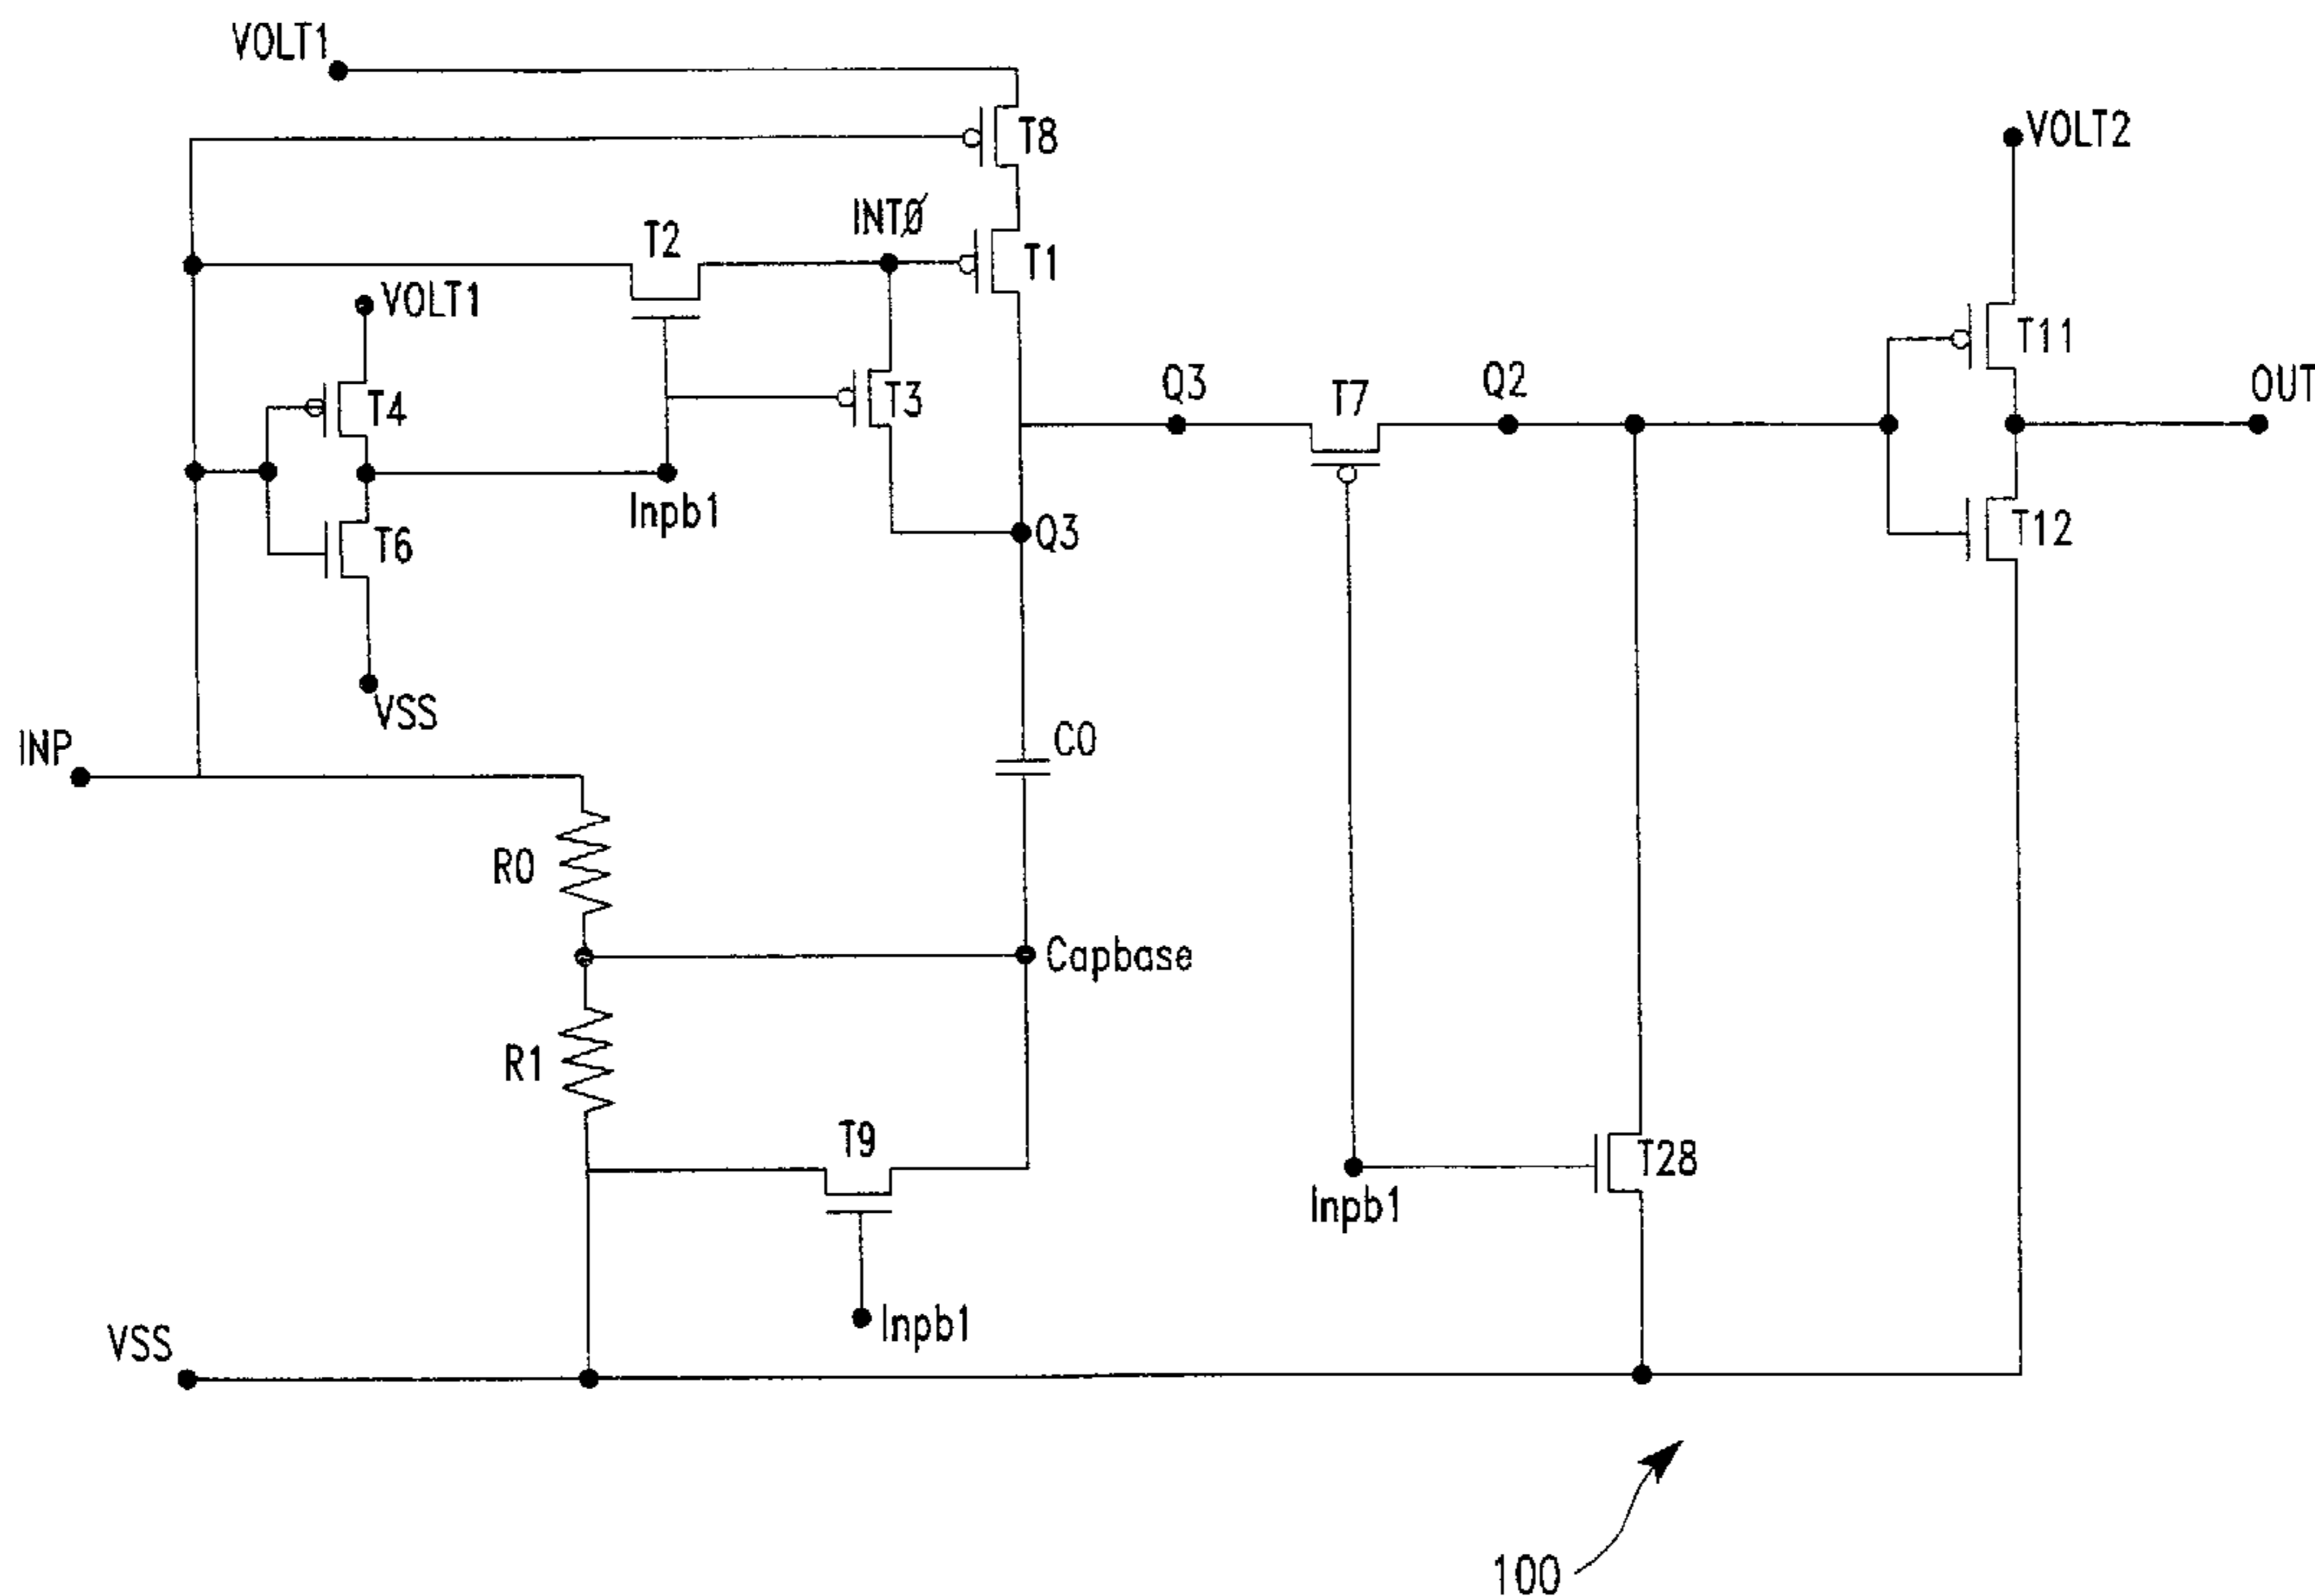 VOLT1
T8
VOLT2
INTØ
T2
T1
VOLT1
T11
Q3
T7
Q2
OUT
T4
T3
Inpb1
Q3
T6
T12
VSS
INP
C0
R0
Capbase
R1
T9
T28
Inpb1
Inpb1
VSS
100